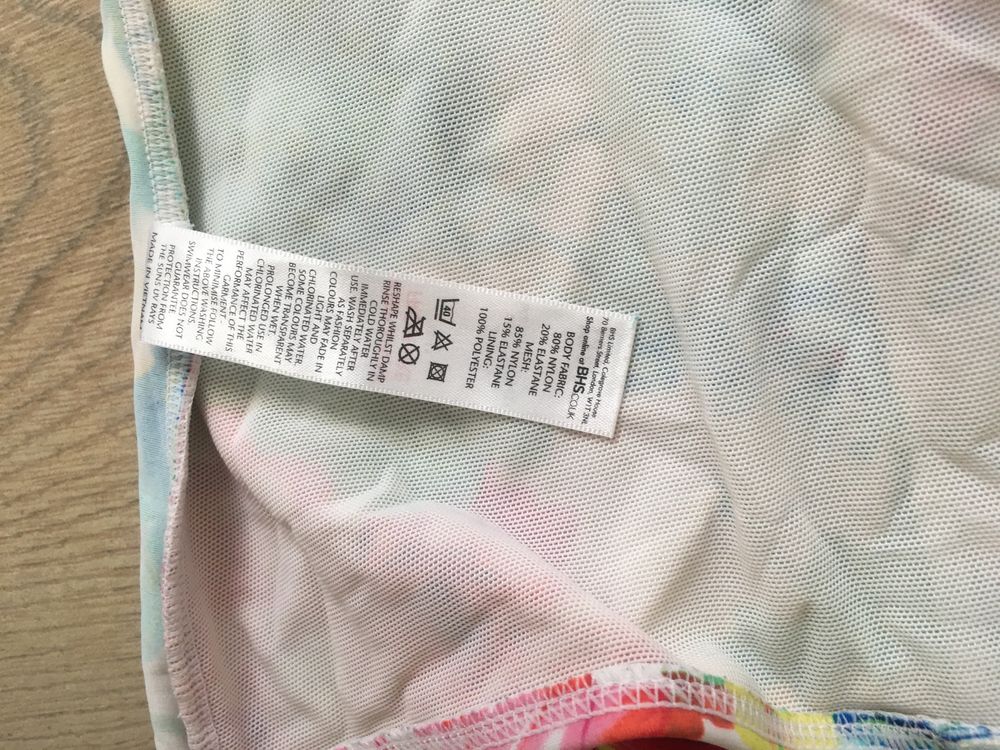 BHS Limited, Calligrove House
70 Berners Street, London, W1T 3NL
Shop online at BHS.CO.UK
BODY FABRIC:
80% NYLON
20% ELASTANE
MESH:
85% NYLON
15% ELASTANE
LINING:
100% POLYESTER
40
RESHAPE WHILST DAMP
RINSE THOROUGHLY IN
COLD WATER
IMMEDIATELY AFTER
USE. WASH SEPARATELY
AS FASHION
COLOURS MAY FADE IN
LIGHT AND
CHLORINATED WATER.
SOME COLOURS MAY
BECOME TRANSPARENT
WHEN WET.
PROLONGED USE IN
CHLORINATED WATER
MAY AFFECT THE
PERFORMANCE OF THIS
GARMENT
TO MINIMISE FOLLOW
THE ABOVE WASHING
INSTRUCTIONS.
SWIMWEAR DOES NOT
GUARANTEE
PROTECTION FROM
THE SUNS UV RAYS
MADE IN VIETNAM